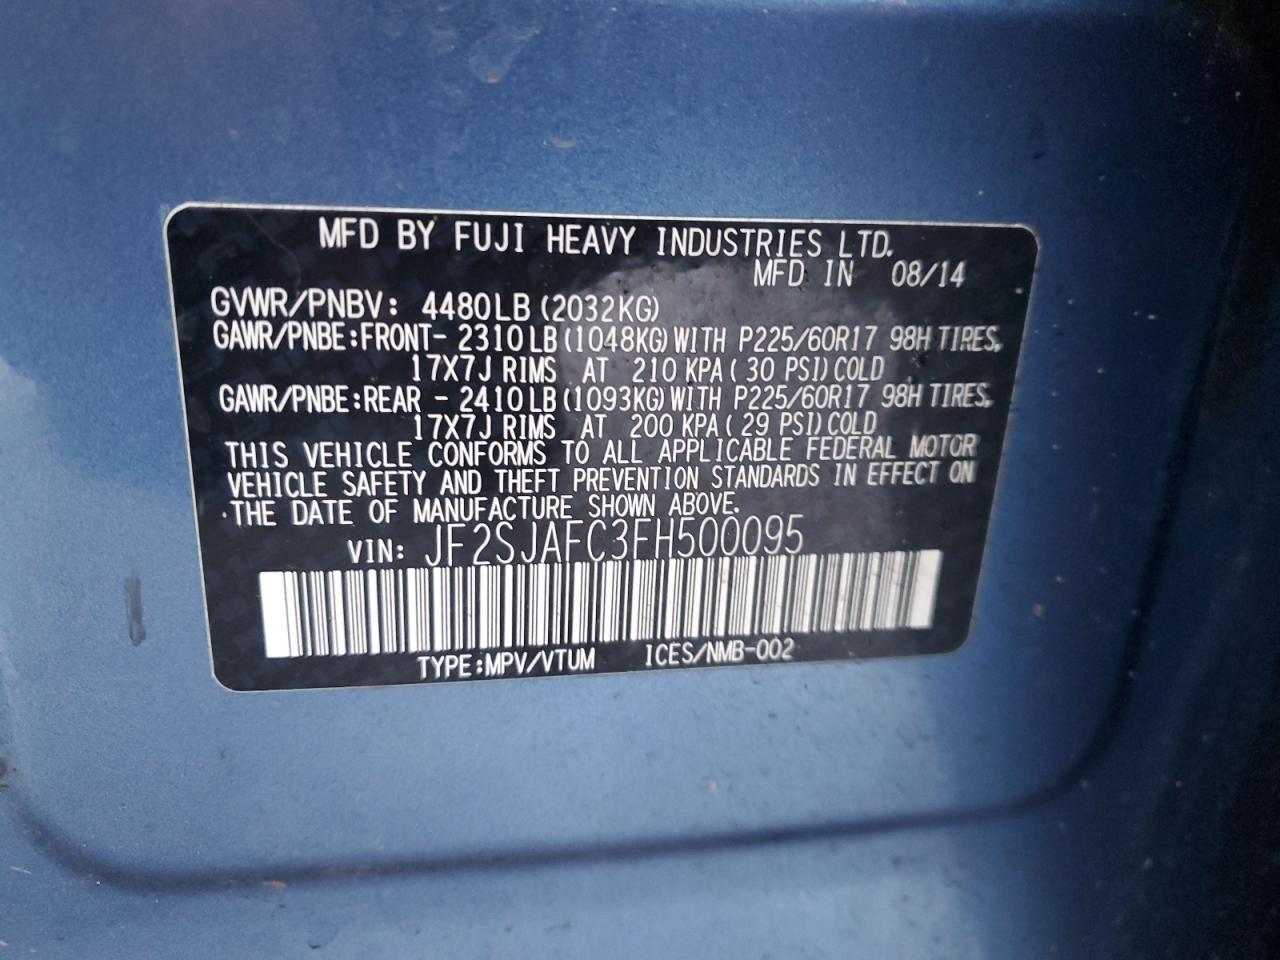 MFD BY FUJI HEAVY INDUSTRIES LTD.
MFD IN 08/14
GVWR/PNBV: 4480LB (2032KG)
GAWR/PNBE:FRONT- 2310LB (1048KG) WITH P225/60R17 98H TIRES,
17X7J RIMS AT 210 KPA ( 30 PSI) COLD
GAWR/PNBE:REAR - 2410LB (1093KG) WITH P225/60R17 98H TIRES,
17X7J RIMS AT 200 KPA ( 29 PSI) COLD
THIS VEHICLE CONFORMS TO ALL APPLICABLE FEDERAL MOTOR
VEHICLE SAFETY AND THEFT PREVENTION STANDARDS IN EFFECT ON
THE DATE OF MANUFACTURE SHOWN ABOVE.
VIN: JF2SJAFC3FH500095
TYPE:MPV/VTUM ICES/NMB-002